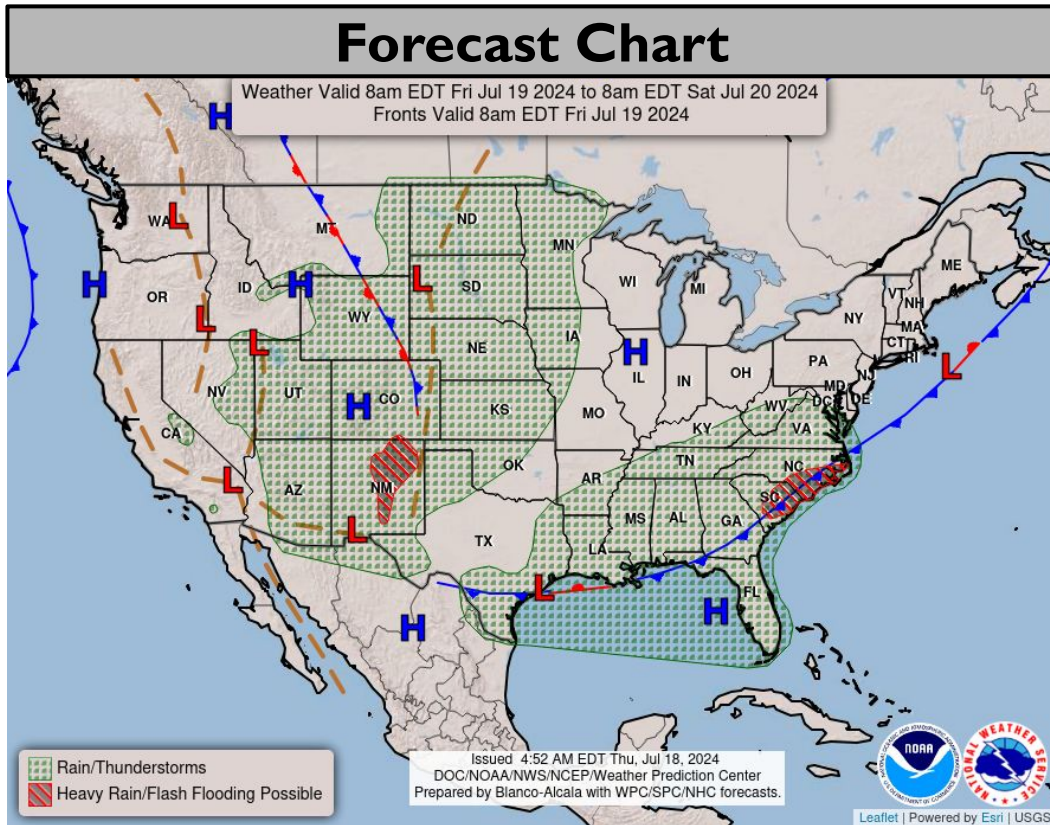 Forecast Chart
Weather Valid 8am EDT Fri Jul 19 2024 to 8am EDT Sat Jul 20 2024
Fronts Valid 8am EDT Fri Jul 19 2024
H
WA L
MT
ND
MN
ME
H
OR
ID
H
L
SD
WI
MI
VT
NH
L
WY
IA
NY
MA
CT
RI
L
NE
H
IL
IN
OH
PA
NJ
L
NV
UT
H
CO
KS
MO
WV
MD
DC
DE
CA
KY
VA
L
AZ
NM
OK
AR
TN
NC
SC
L
TX
LA
MS
AL
GA
L
FL
H
H
Rain/Thunderstorms
Heavy Rain/Flash Flooding Possible
Issued 4:52 AM EDT Thu, Jul 18, 2024
DOC/NOAA/NWS/NCEP/Weather Prediction Center
Prepared by Blanco-Alcala with WPC/SPC/NHC forecasts.
NOAA
NATIONAL WEATHER SERVICE
Leaflet | Powered by Esri | USGS